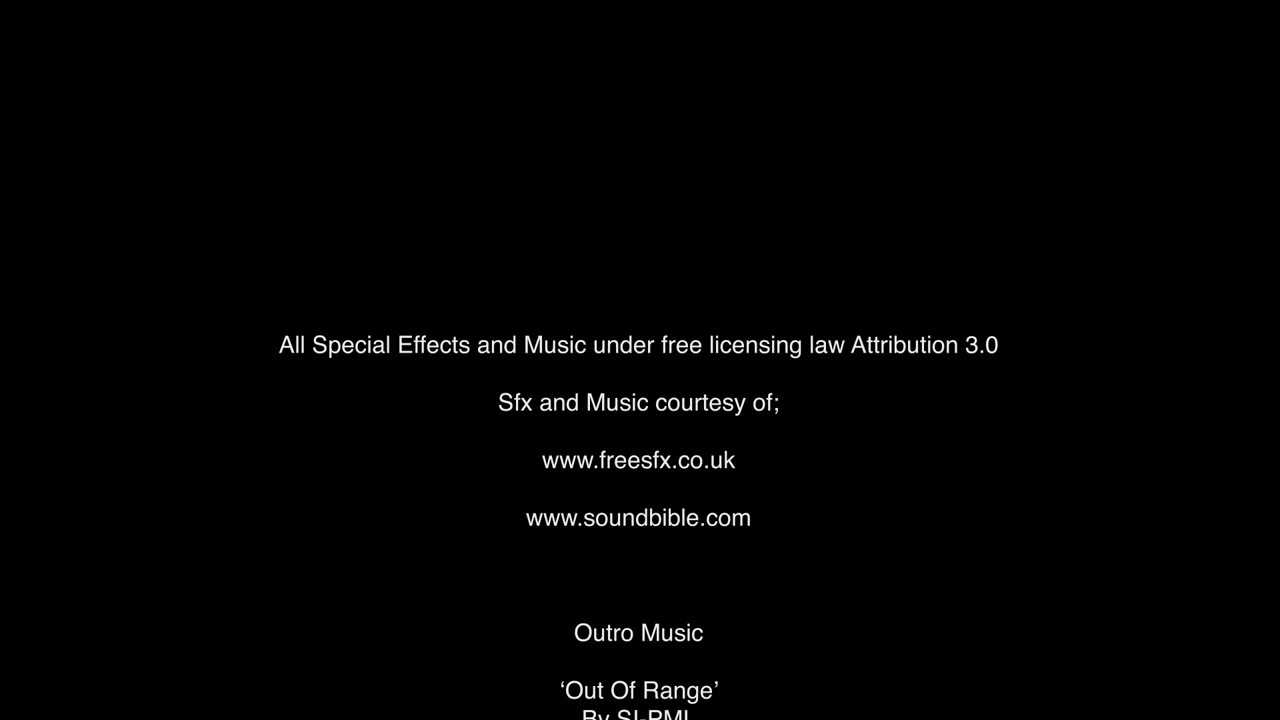 All Special Effects and Music under free licensing law Attribution 3.0
Sfx and Music courtesy of;
www.freesfx.co.uk
www.soundbible.com
Outro Music
‘Out Of Range’
By